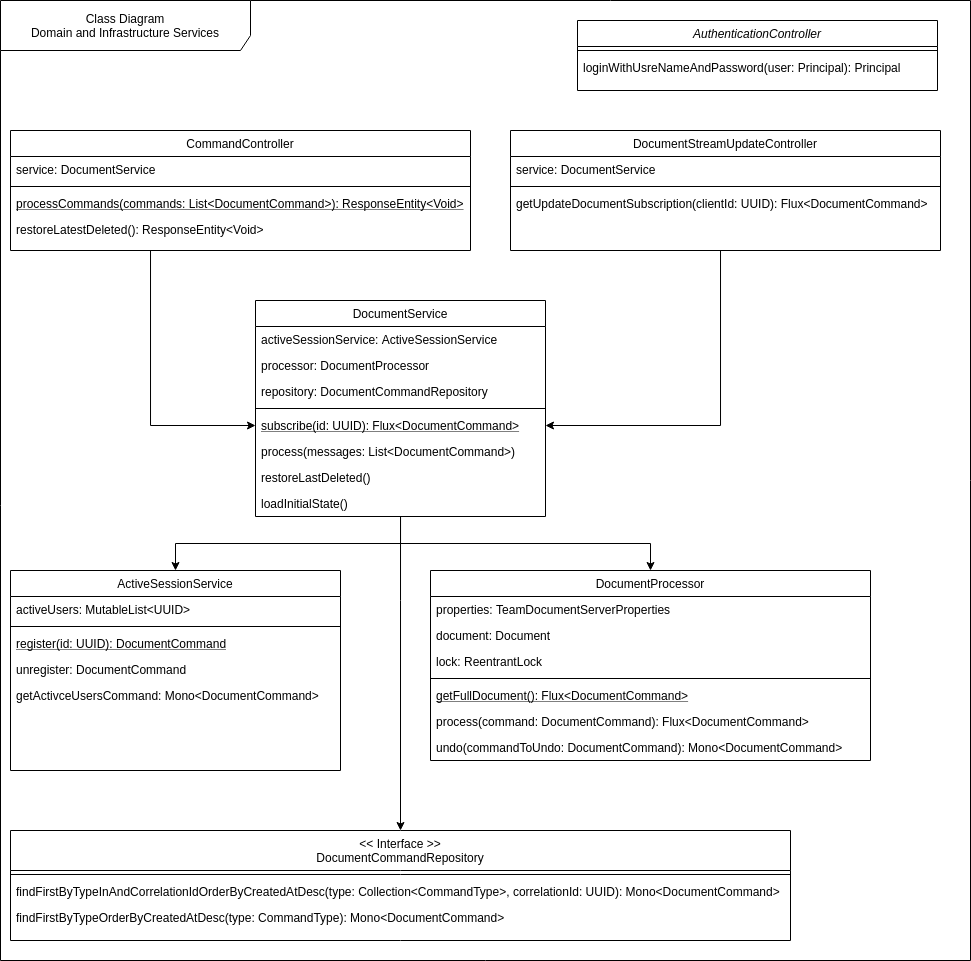 Class Diagram
Domain and Infrastructure Services
AuthenticationController
loginWithUsreNameAndPassword(user: Principal): Principal
CommandController
service: DocumentService
processCommands(commands: List<DocumentCommand>): ResponseEntity<Void>
restoreLatestDeleted(): ResponseEntity<Void>
DocumentStreamUpdateController
service: DocumentService
getUpdateDocumentSubscription(clientId: UUID): Flux<DocumentCommand>
DocumentService
activeSessionService: ActiveSessionService
processor: DocumentProcessor
repository: DocumentCommandRepository
subscribe(id: UUID): Flux<DocumentCommand>
process(messages: List<DocumentCommand>)
restoreLastDeleted()
loadInitialState()
ActiveSessionService
activeUsers: MutableList<UUID>
register(id: UUID): DocumentCommand
unregister: DocumentCommand
getActivceUsersCommand: Mono<DocumentCommand>
DocumentProcessor
properties: TeamDocumentServerProperties
document: Document
lock: ReentrantLock
getFullDocument(): Flux<DocumentCommand>
process(command: DocumentCommand): Flux<DocumentCommand>
undo(commandToUndo: DocumentCommand): Mono<DocumentCommand>
<< Interface >>
DocumentCommandRepository
findFirstByTypeInAndCorrelationIdOrderByCreatedAtDesc(type: Collection<CommandType>, correlationId: UUID): Mono<DocumentCommand>
findFirstByTypeOrderByCreatedAtDesc(type: CommandType): Mono<DocumentCommand>